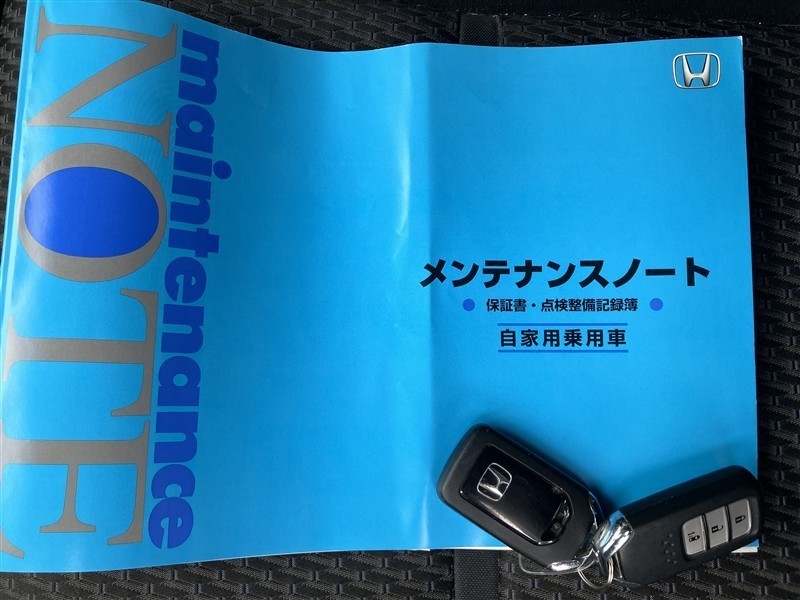 maintenance
NOTE
メンテナンスノート
● 保証書・点検整備記録簿 ●
自家用乗用車